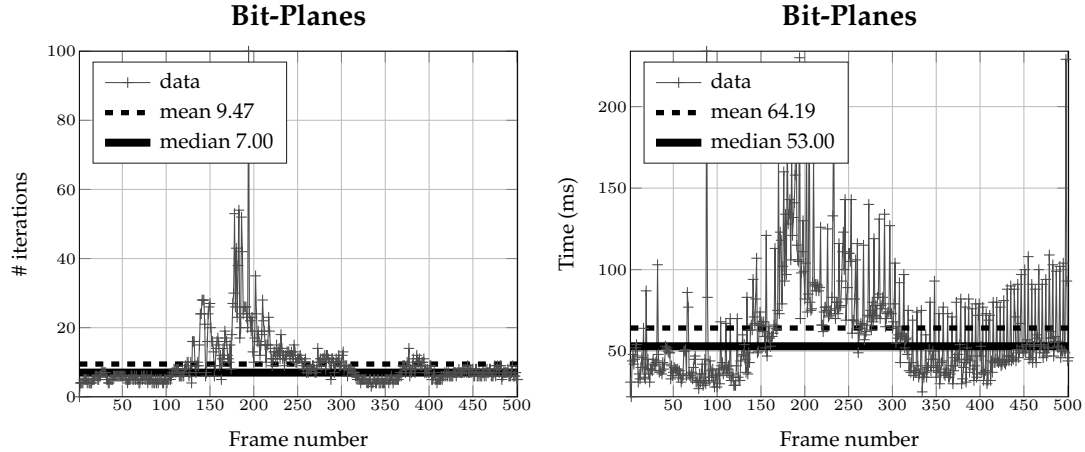 Bit-Planes
100
80
60
40
20
0
50 100 150 200 250 300 350 400 450 500
# iterations
Frame number
data
mean 9.47
median 7.00
Bit-Planes
200
150
100
50
50 100 150 200 250 300 350 400 450 500
Time (ms)
Frame number
data
mean 64.19
median 53.00